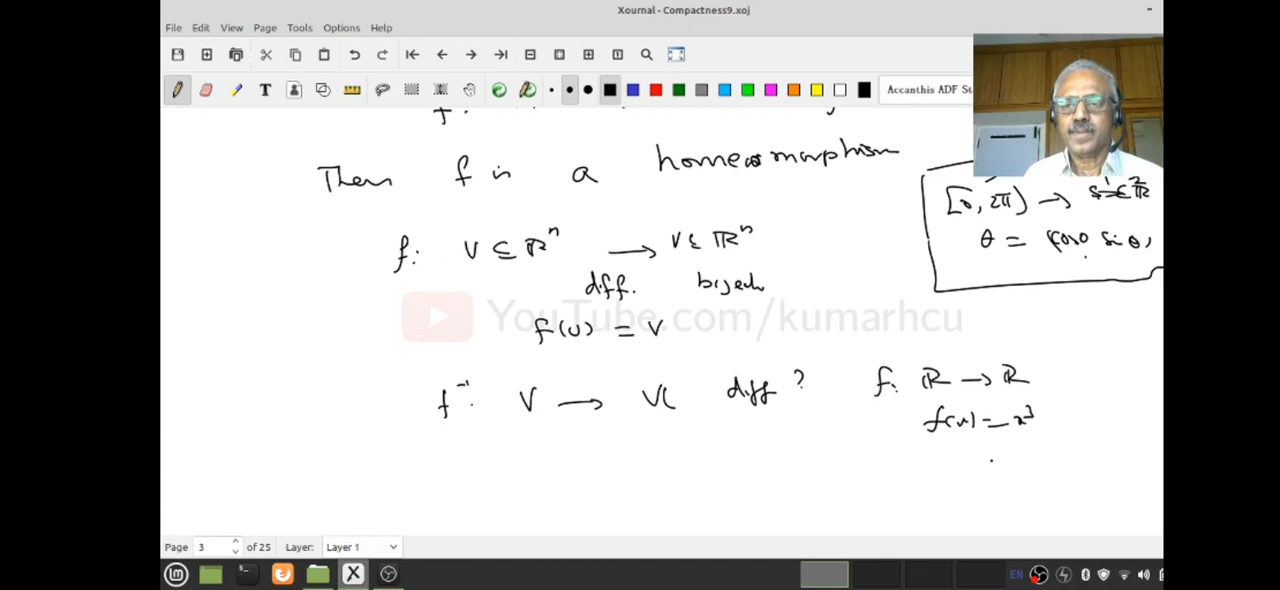 Xournal - Compactness9.xoj
File Edit View Page Tools Options Help
Accanthis ADF St
f:
Then f is a homeomorphism
[0, 2π) → S¹ ⊆ ℝ²
θ = (cos θ, sin θ)
f: U ⊆ ℝⁿ → V ⊆ ℝⁿ
diff. bijectn
YouTube.com/kumarhcu
f(U) = V
f⁻¹: V → U diff ?
f: ℝ → ℝ
f(x) = x³
Page 3 of 25 Layer: Layer 1
EN